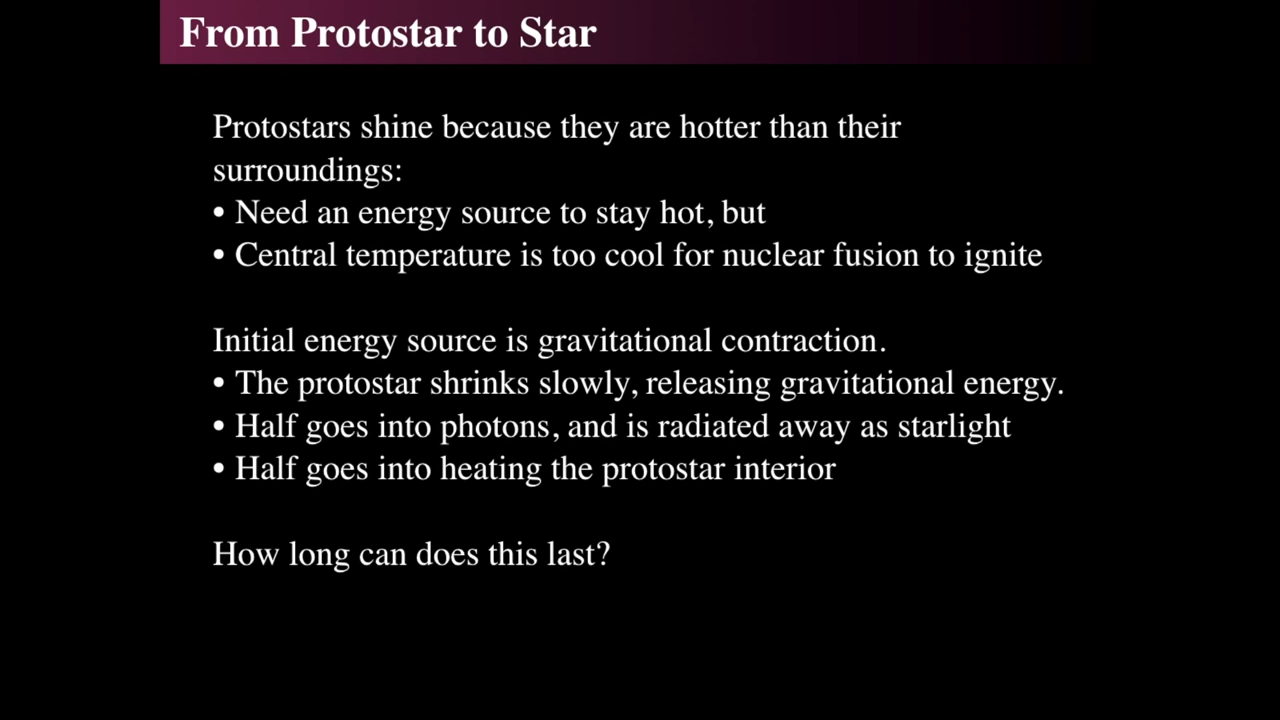 From Protostar to Star
Protostars shine because they are hotter than their
surroundings:
• Need an energy source to stay hot, but
• Central temperature is too cool for nuclear fusion to ignite
Initial energy source is gravitational contraction.
• The protostar shrinks slowly, releasing gravitational energy.
• Half goes into photons, and is radiated away as starlight
• Half goes into heating the protostar interior
How long can does this last?